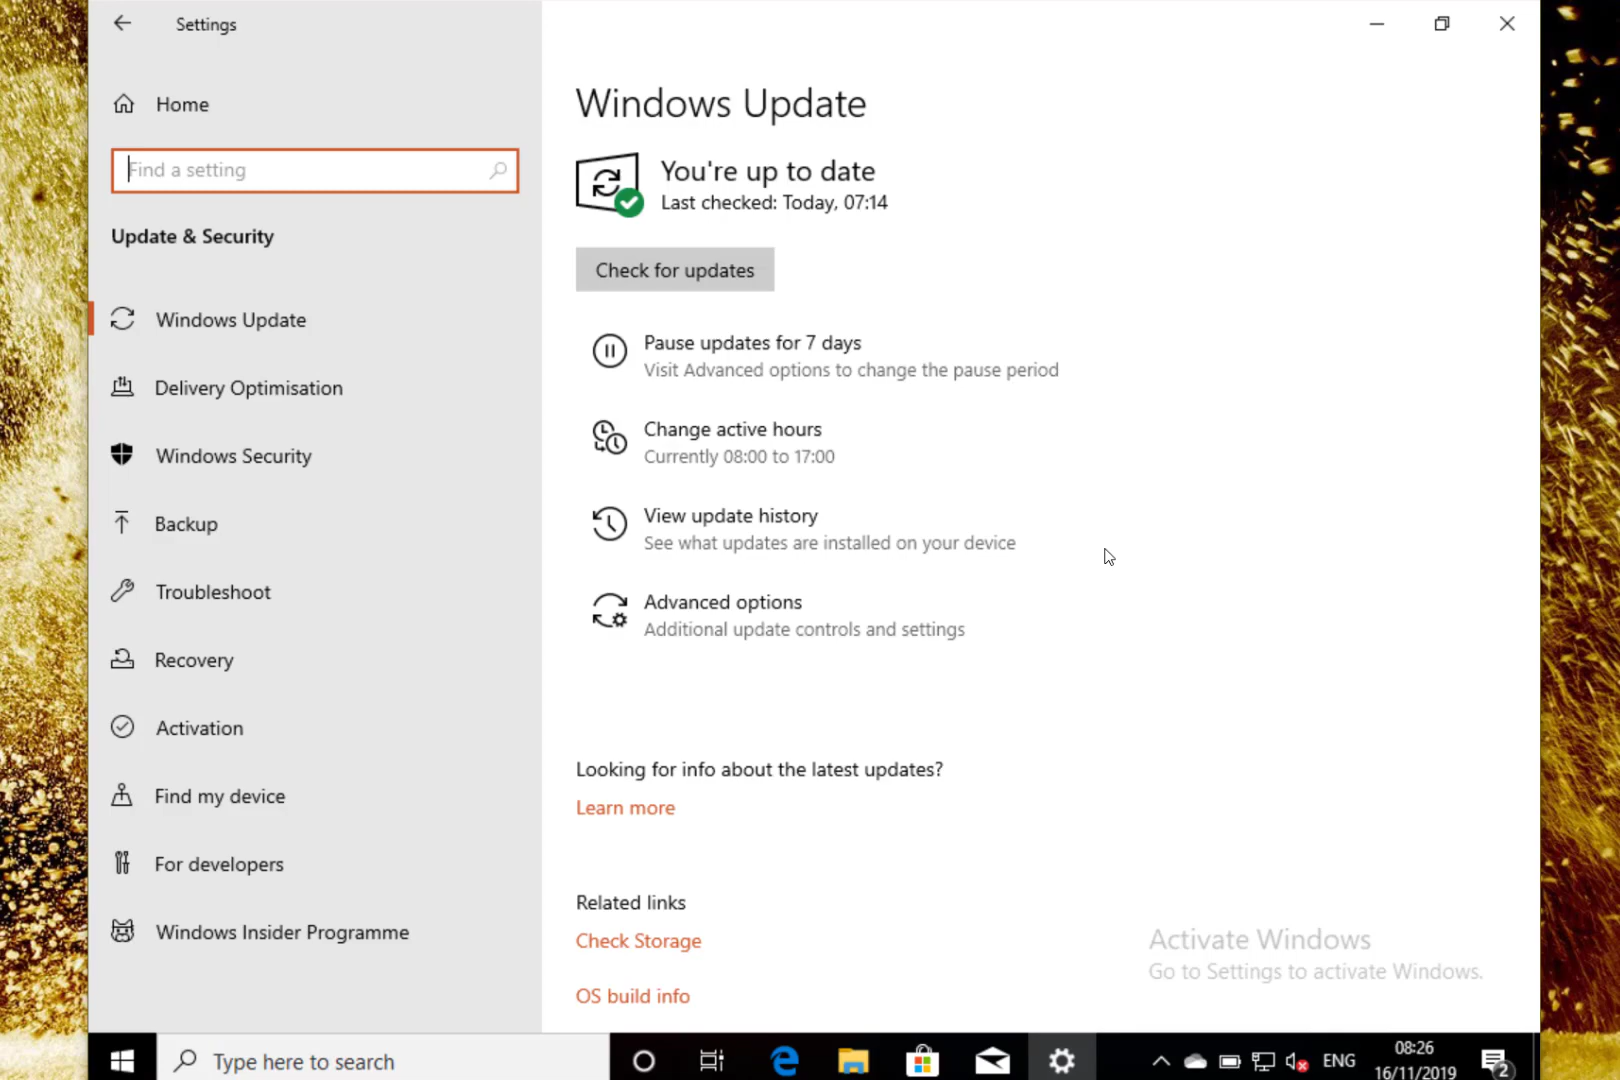 Settings
Home
Find a setting
Update & Security
Windows Update
Delivery Optimisation
Windows Security
Backup
Troubleshoot
Recovery
Activation
Find my device
For developers
Windows Insider Programme
Windows Update
You're up to date
Last checked: Today, 07:14
Check for updates
Pause updates for 7 days
Visit Advanced options to change the pause period
Change active hours
Currently 08:00 to 17:00
View update history
See what updates are installed on your device
Advanced options
Additional update controls and settings
Looking for info about the latest updates?
Learn more
Related links
Check Storage
OS build info
Activate Windows
Go to Settings to activate Windows.
Type here to search
ENG
08:26
16/11/2019
2